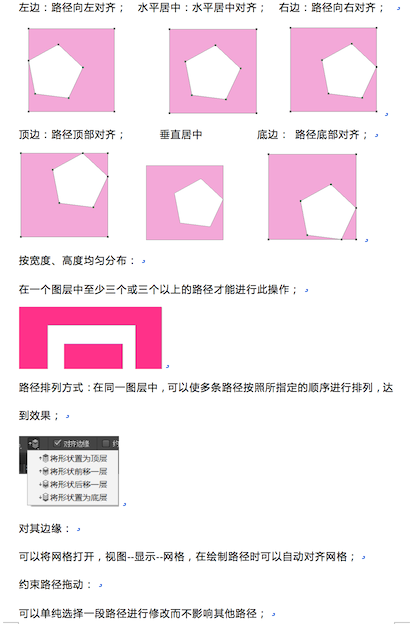 左边：路径向左对齐； 水平居中：水平居中对齐； 右边：路径向右对齐；
顶边：路径顶部对齐； 垂直居中 底边： 路径底部对齐；
按宽度、高度均匀分布：
在一个图层中至少三个或三个以上的路径才能进行此操作；
路径排列方式：在同一图层中，可以使多条路径按照所指定的顺序进行排列，达
到效果；
对齐边缘 约
将形状置为顶层
将形状前移一层
将形状后移一层
将形状置为底层
对其边缘：
可以将网格打开，视图--显示--网格，在绘制路径时可以自动对齐网格；
约束路径拖动：
可以单纯选择一段路径进行修改而不影响其他路径；